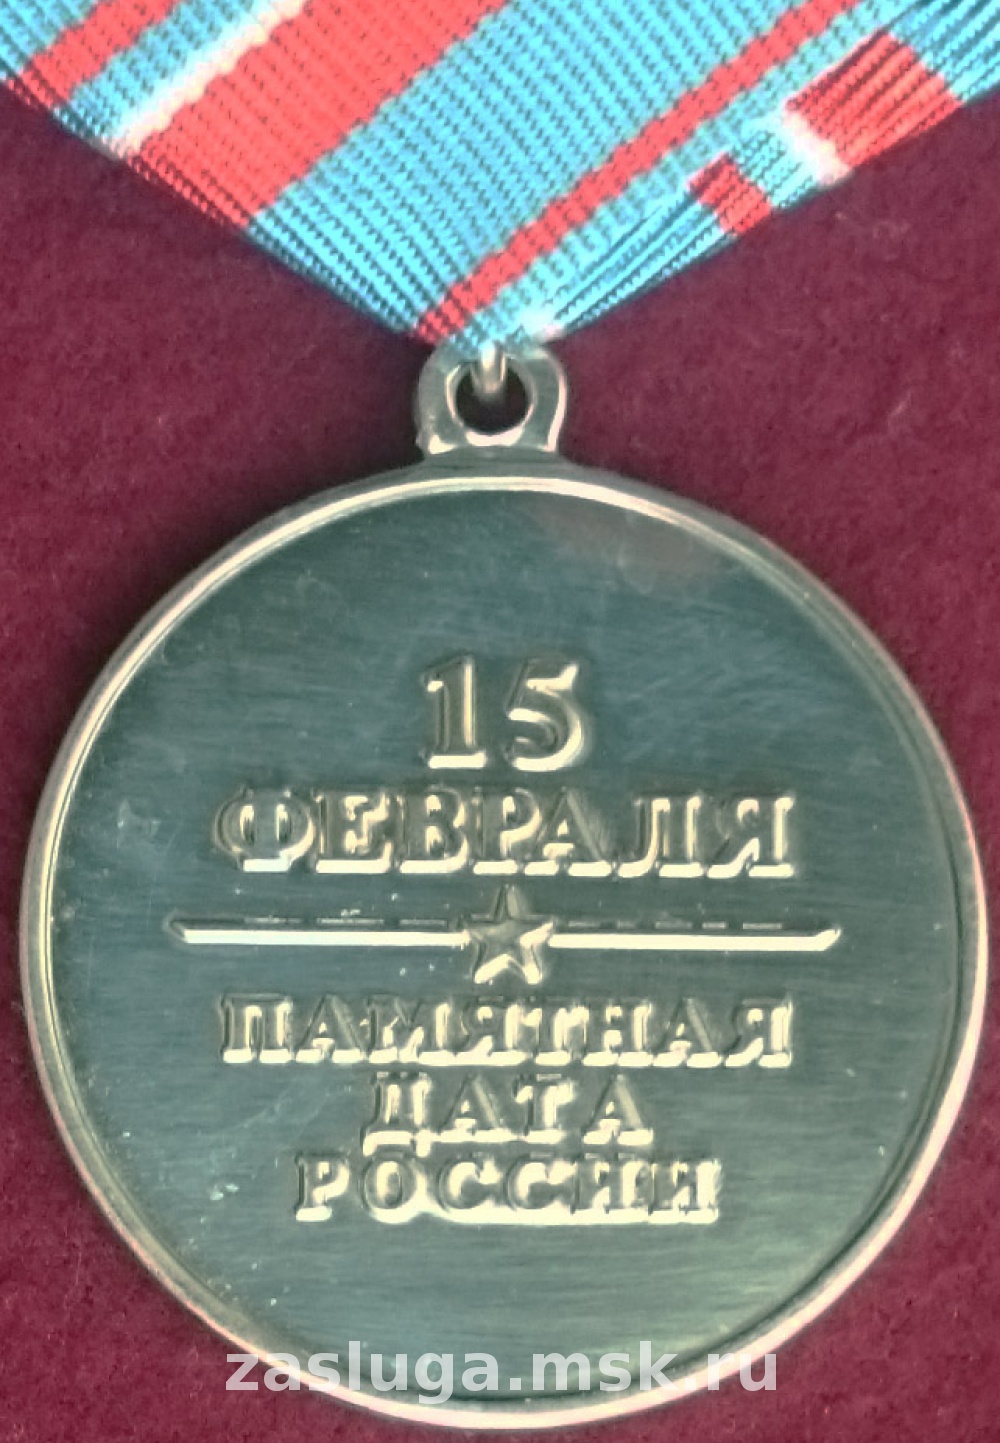 15
ФЕВРАЛЯ
ПАМЯТНАЯ
ДАТА
РОССИИ
zasluga.msk.ru